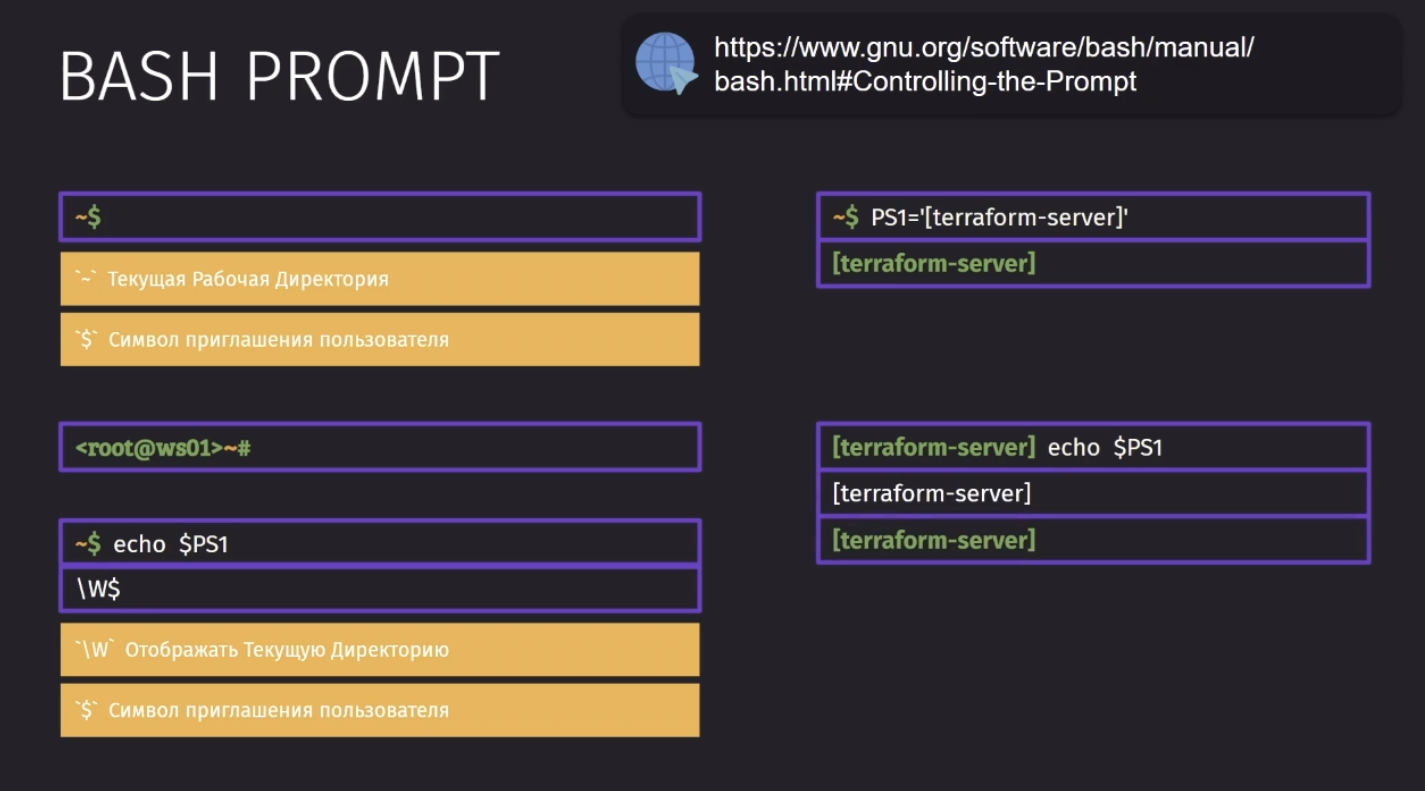 BASH PROMPT
https://www.gnu.org/software/bash/manual/
bash.html#Controlling-the-Prompt
~$
`~` Текущая Рабочая Директория
`$` Символ приглашения пользователя
<root@ws01>~#
~$ echo $PS1
\W$
`\W` Отображать Текущую Директорию
`$` Символ приглашения пользователя
~$ PS1='[terraform-server]'
[terraform-server]
[terraform-server] echo $PS1
[terraform-server]
[terraform-server]